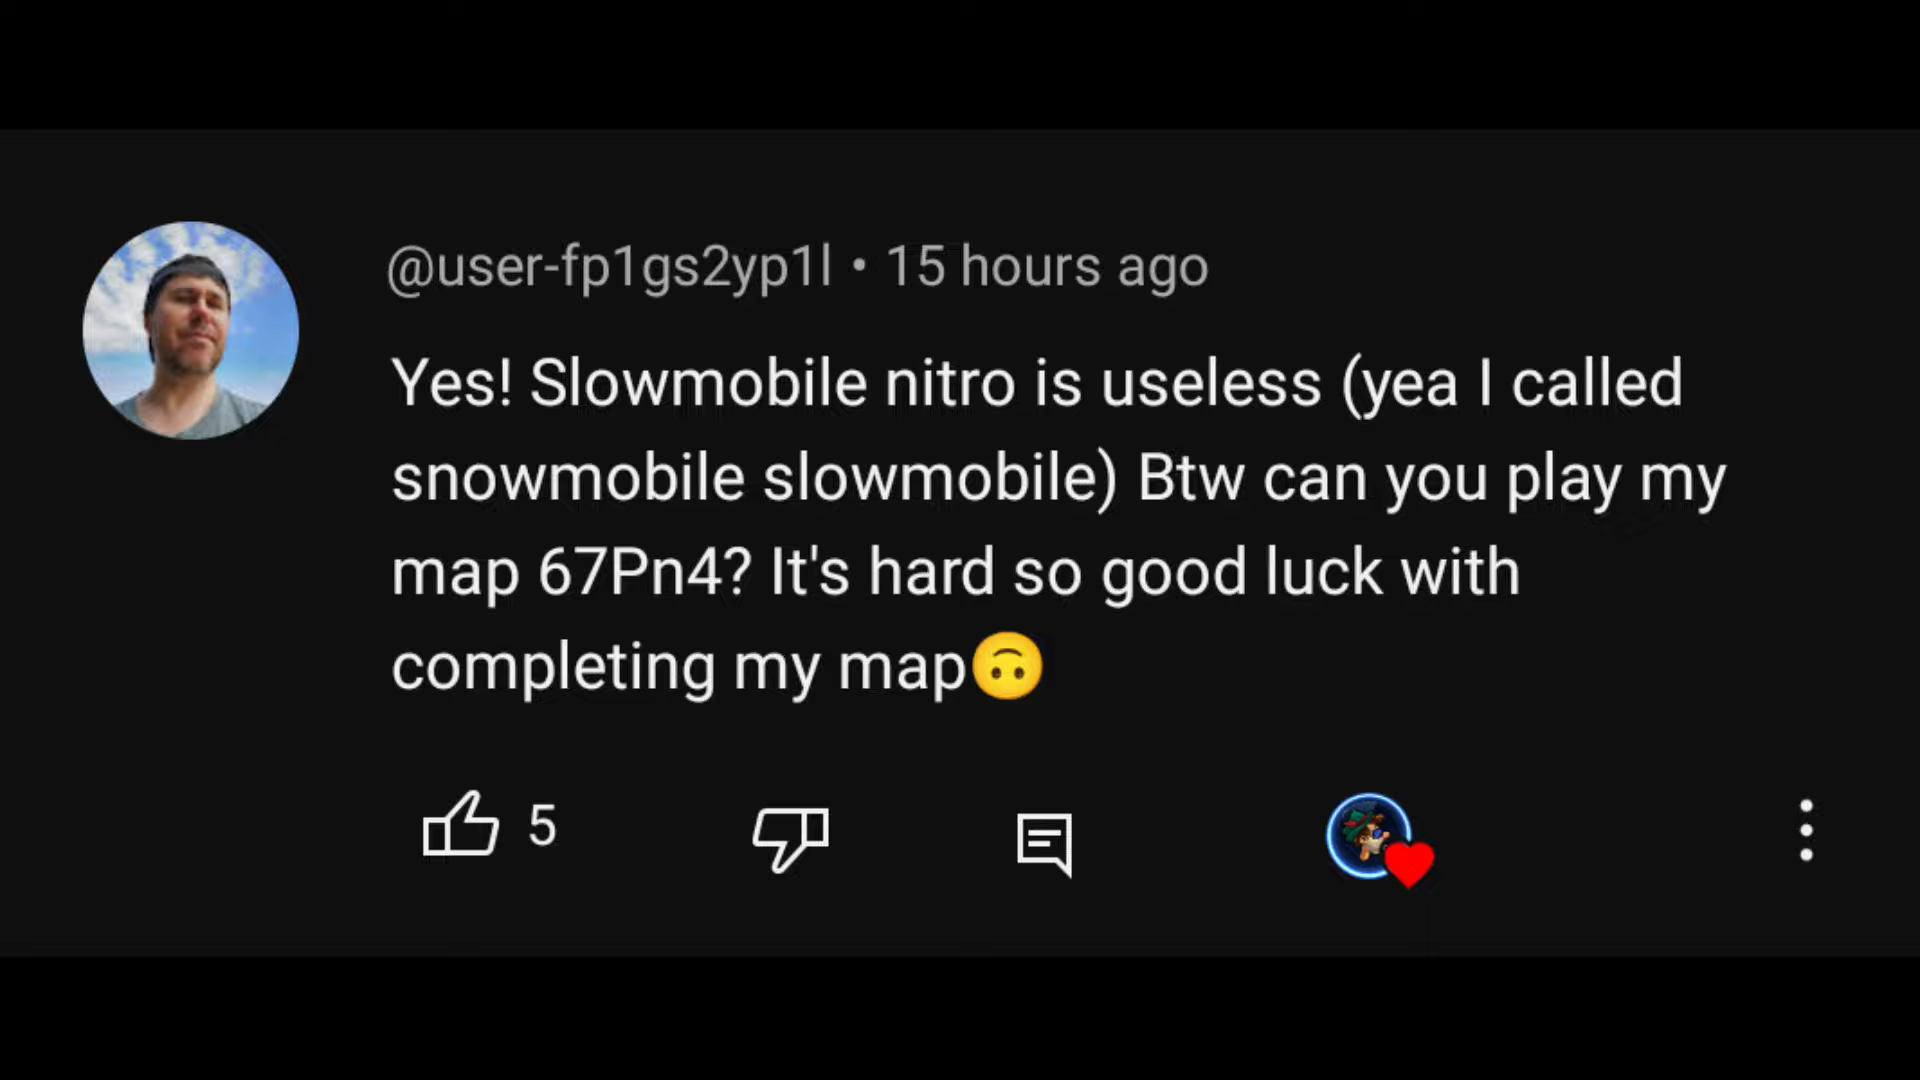 @user-fp1gs2yp1l • 15 hours ago
Yes! Slowmobile nitro is useless (yea I called
snowmobile slowmobile) Btw can you play my
map 67Pn4? It's hard so good luck with
completing my map🙃
5